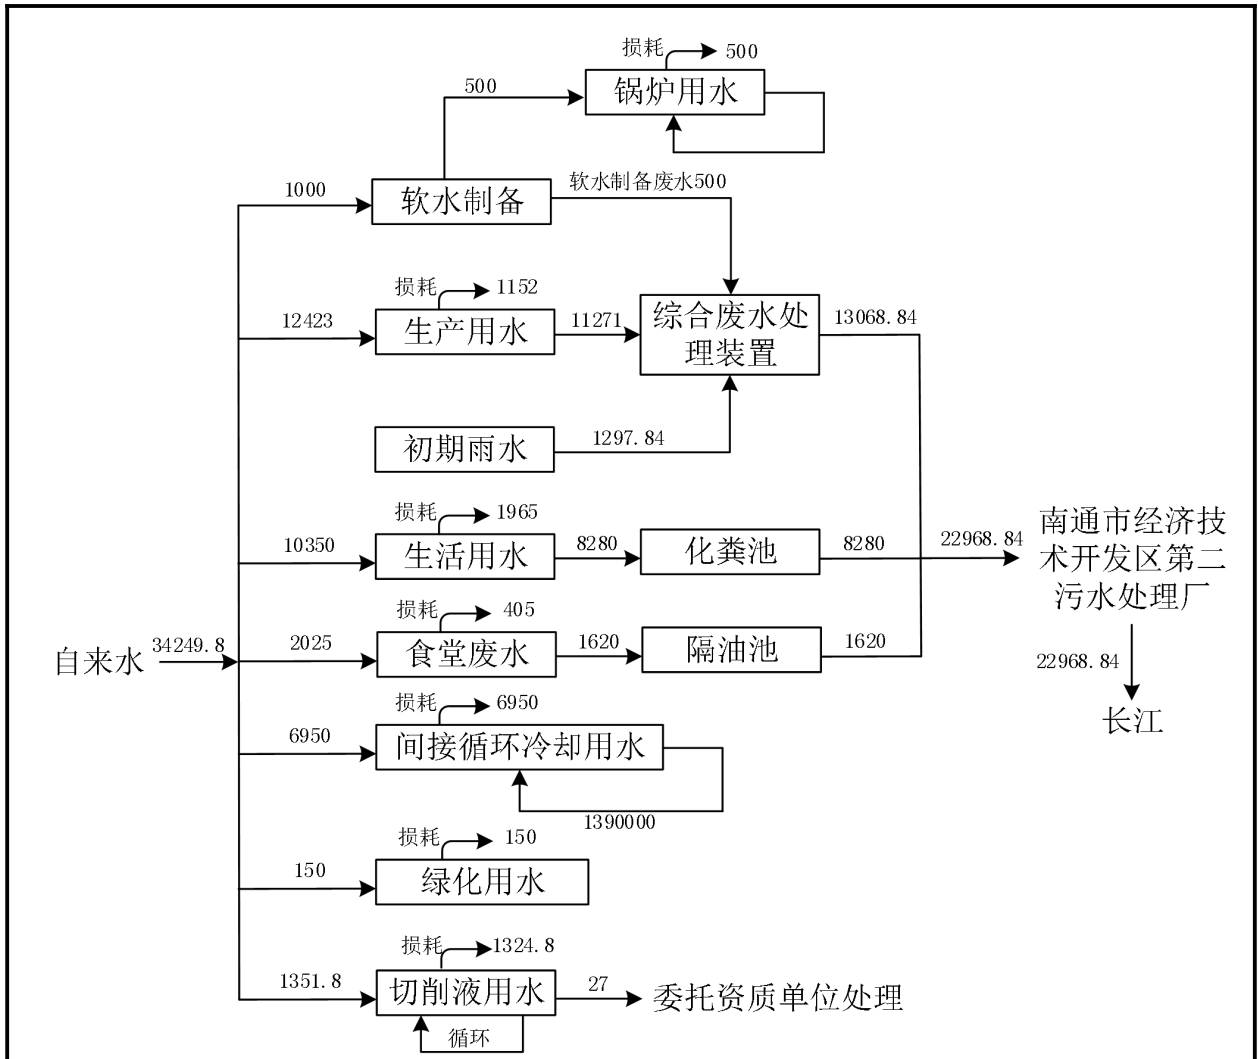 损耗 500
500
锅炉用水
1000
软水制备
软水制备废水500
损耗 1152
12423
生产用水
11271
综合废水处
理装置
13068.84
初期雨水
1297.84
损耗 1965
10350
生活用水
8280
化粪池
8280
22968.84
南通市经济技
术开发区第二
污水处理厂
损耗 405
自来水
34249.8
2025
食堂废水
1620
隔油池
1620
22968.84
长江
损耗 6950
6950
间接循环冷却用水
1390000
损耗 150
150
绿化用水
损耗 1324.8
1351.8
切削液用水
27
委托资质单位处理
循环